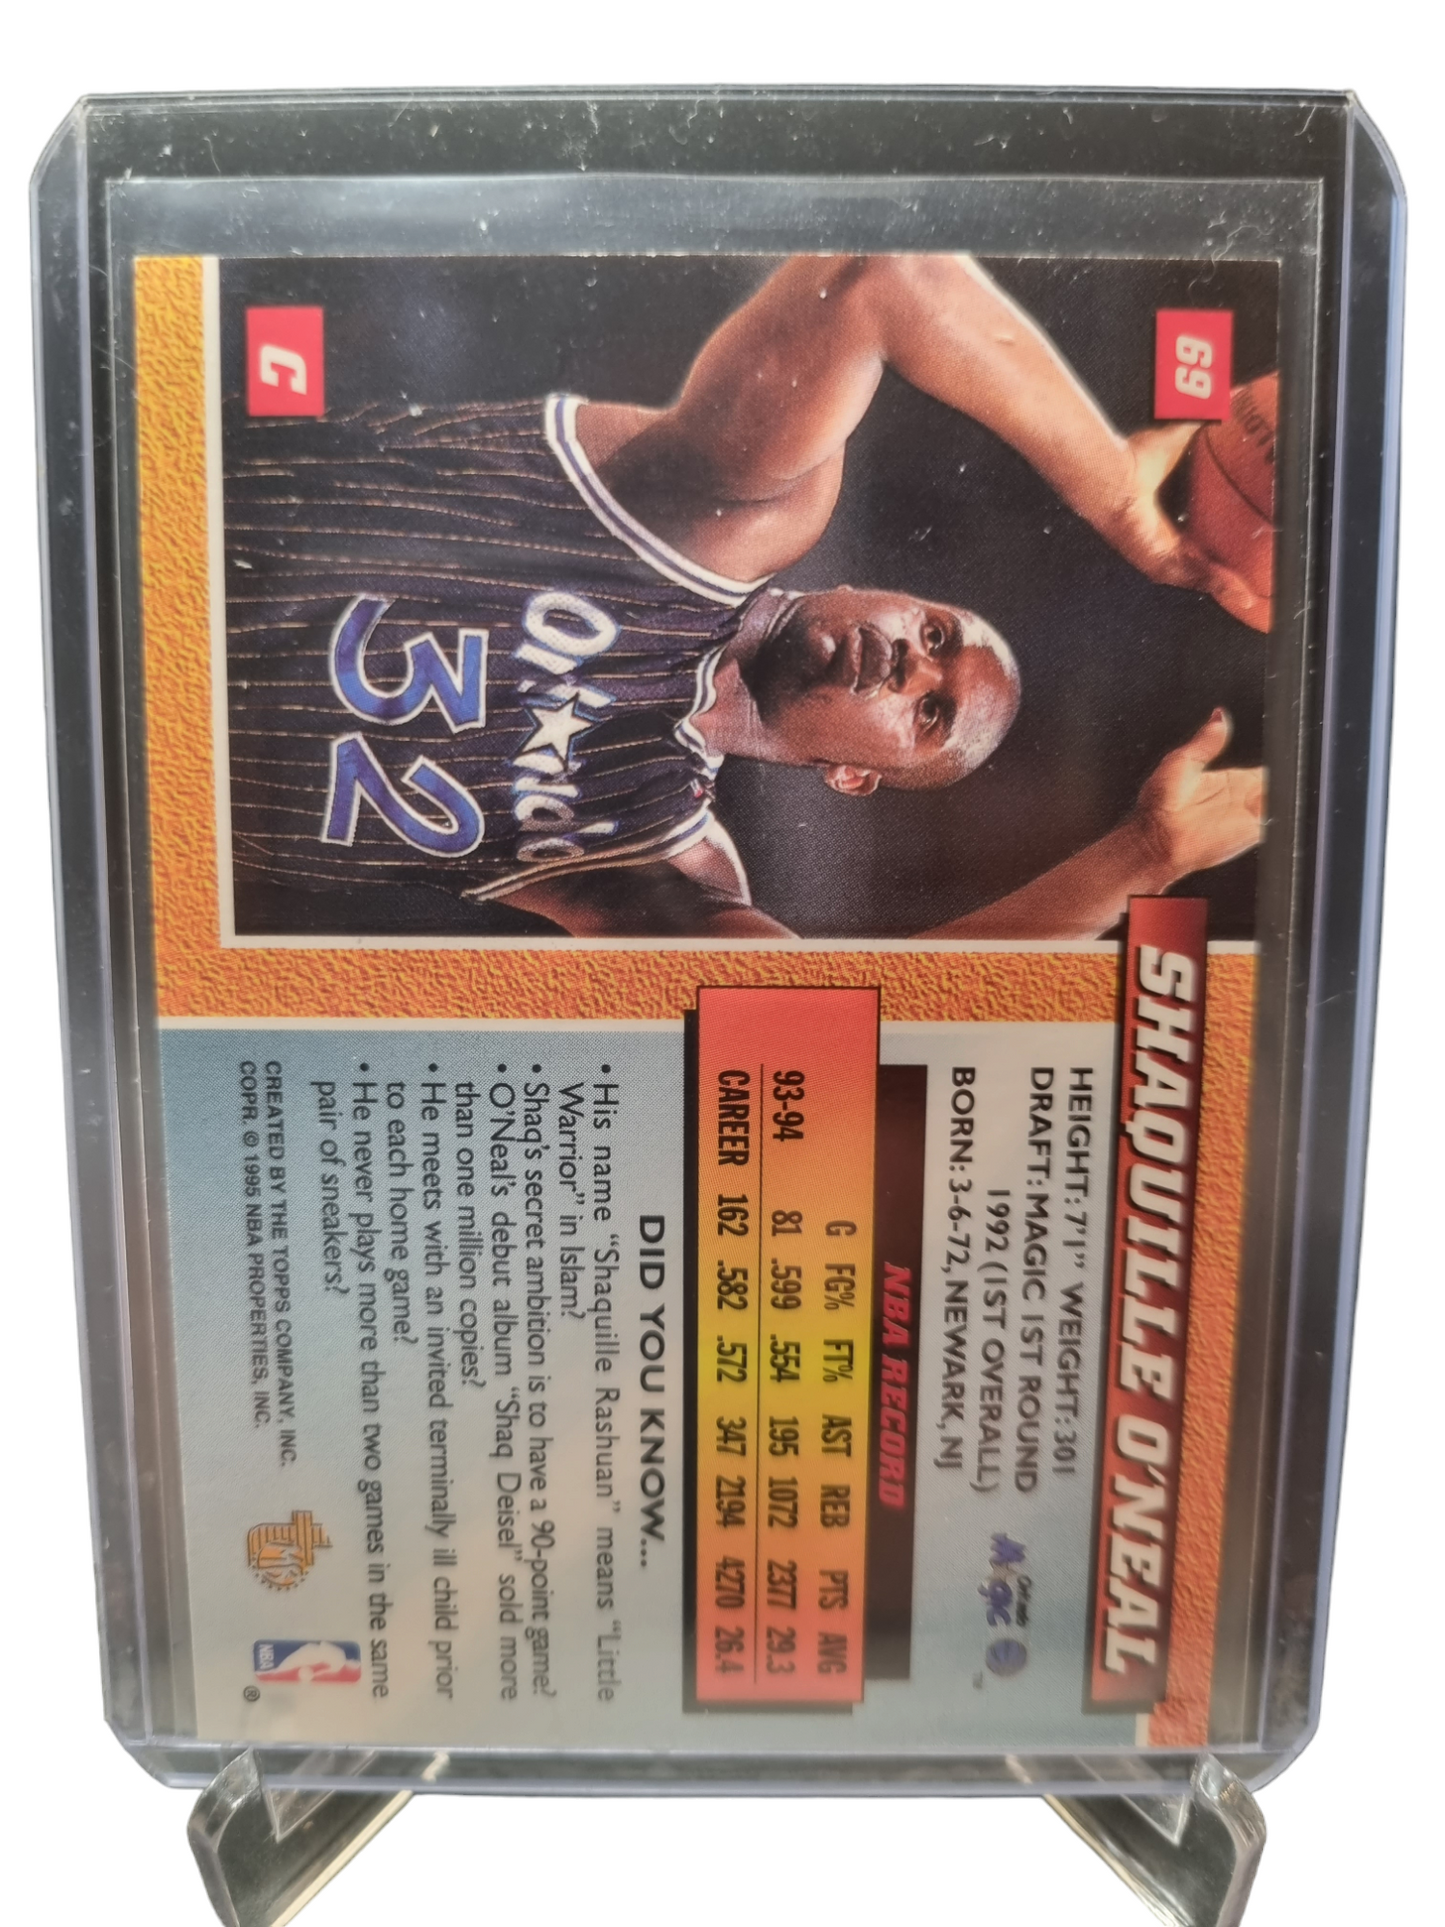 69
C
Orlando
32
SHAQUILLE O'NEAL
HEIGHT: 7'1" WEIGHT: 301
DRAFT: MAGIC 1ST ROUND
1992 (1ST OVERALL)
BORN: 3-6-72, NEWARK, NJ
Orlando
Magic
™
NBA RECORD
G FG% FT% AST REB PTS AVG
93-94 81 .599 .554 195 1072 2377 29.3
CAREER 162 .582 .572 347 2194 4270 26.4
DID YOU KNOW...
• His name "Shaquille Rashuan" means "Little
Warrior" in Islam?
• Shaq's secret ambition is to have a 90-point game?
• O'Neal's debut album "Shaq Deisel" sold more
than one million copies?
• He meets with an invited terminally ill child prior
to each home game?
• He never plays more than two games in the same
pair of sneakers?
CREATED BY THE TOPPS COMPANY, INC.
COPR. © 1995 NBA PROPERTIES, INC.
NBA
®